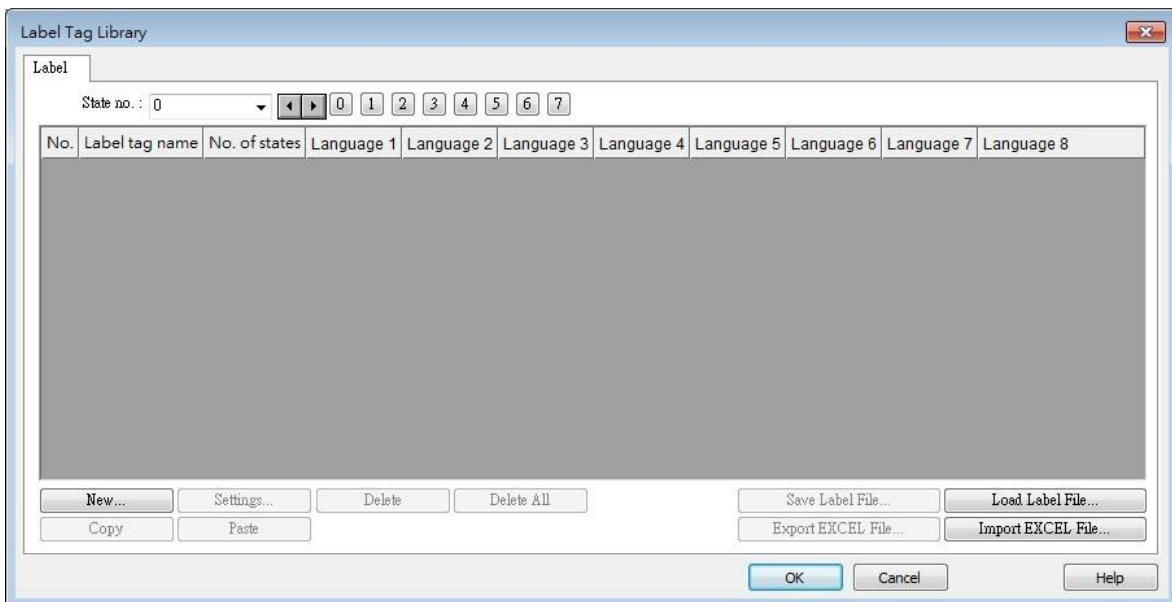 Label Tag Library
Label
State no. : 0 0 1 2 3 4 5 6 7
No. Label tag name No. of states Language 1 Language 2 Language 3 Language 4 Language 5 Language 6 Language 7 Language 8
New... Settings... Delete Delete All Save Label File... Load Label File...
Copy Paste Export EXCEL File... Import EXCEL File...
OK Cancel Help